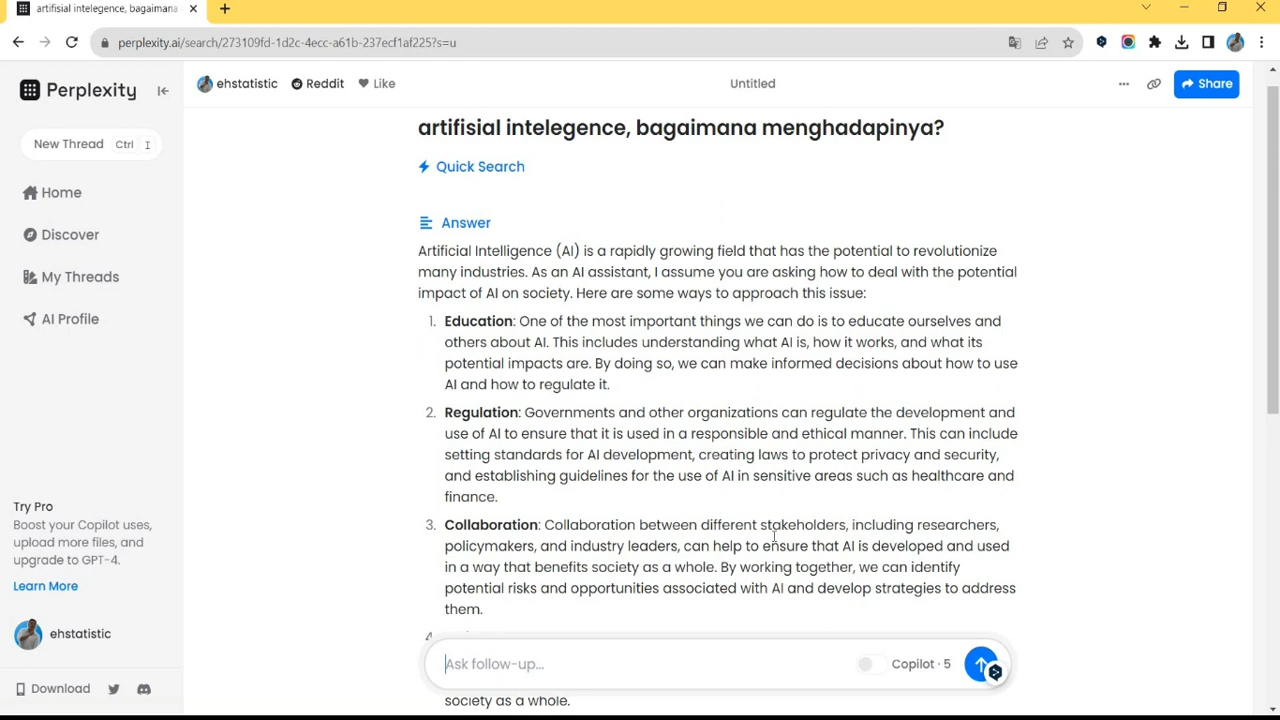 artifisial intelegence, bagaimana
perplexity.ai/search/273109fd-1d2c-4ecc-a61b-237ecf1af225?s=u
Perplexity
ehstatistic
Reddit
Like
Untitled
Share
New Thread
Ctrl
I
Home
Discover
My Threads
AI Profile
artifisial intelegence, bagaimana menghadapinya?
Quick Search
Answer
Artificial Intelligence (AI) is a rapidly growing field that has the potential to revolutionize
many industries. As an AI assistant, I assume you are asking how to deal with the potential
impact of AI on society. Here are some ways to approach this issue:
1. Education: One of the most important things we can do is to educate ourselves and
others about AI. This includes understanding what AI is, how it works, and what its
potential impacts are. By doing so, we can make informed decisions about how to use
AI and how to regulate it.
2. Regulation: Governments and other organizations can regulate the development and
use of AI to ensure that it is used in a responsible and ethical manner. This can include
setting standards for AI development, creating laws to protect privacy and security,
and establishing guidelines for the use of AI in sensitive areas such as healthcare and
finance.
3. Collaboration: Collaboration between different stakeholders, including researchers,
policymakers, and industry leaders, can help to ensure that AI is developed and used
in a way that benefits society as a whole. By working together, we can identify
potential risks and opportunities associated with AI and develop strategies to address
them.
4
Ask follow-up...
Copilot · 5
society as a whole.
Try Pro
Boost your Copilot uses,
upload more files, and
upgrade to GPT-4.
Learn More
ehstatistic
Download